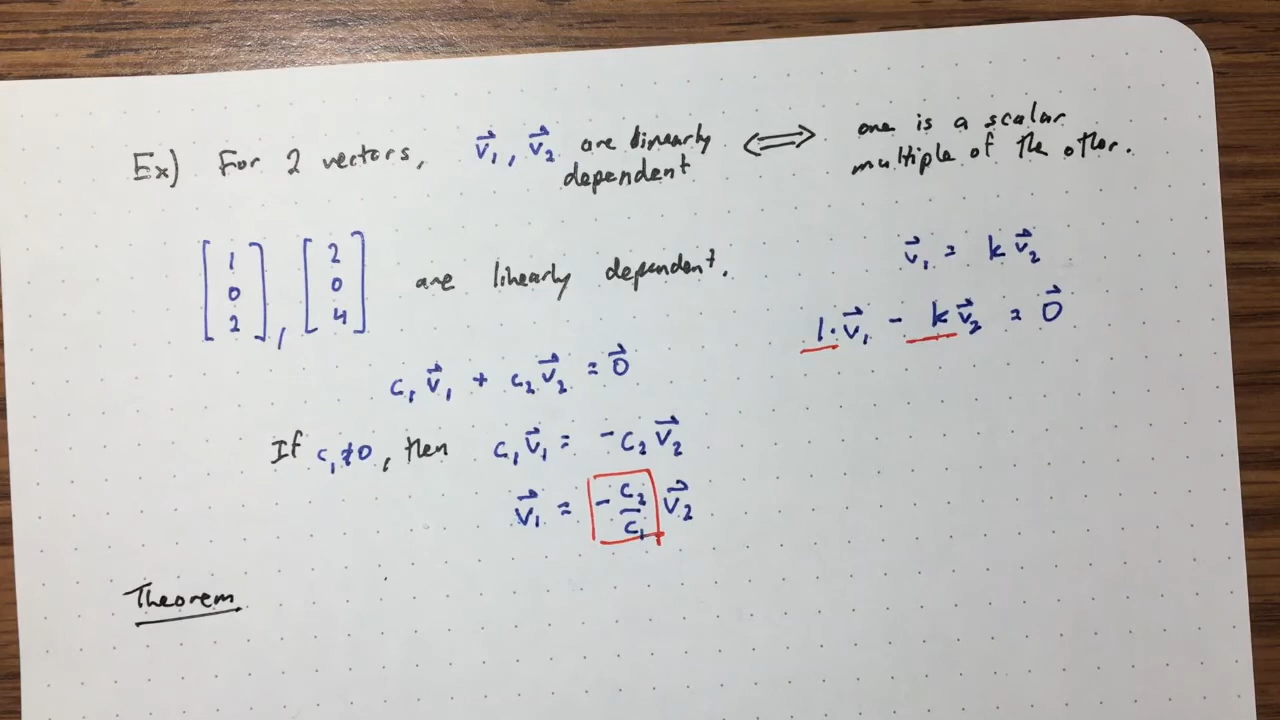 Ex) For 2 vectors, v⃗₁, v⃗₂ are linearly dependent ⟺ one is a scalar multiple of the other.
[1 0 2], [2 0 4] are linearly dependent.
v⃗₁ = k v⃗₂
1·v⃗₁ - k v⃗₂ = 0⃗
c₁v⃗₁ + c₂v⃗₂ = 0⃗
If c₁≠0, then c₁v⃗₁ = -c₂v⃗₂
v⃗₁ = -c₂/c₁ v⃗₂
Theorem